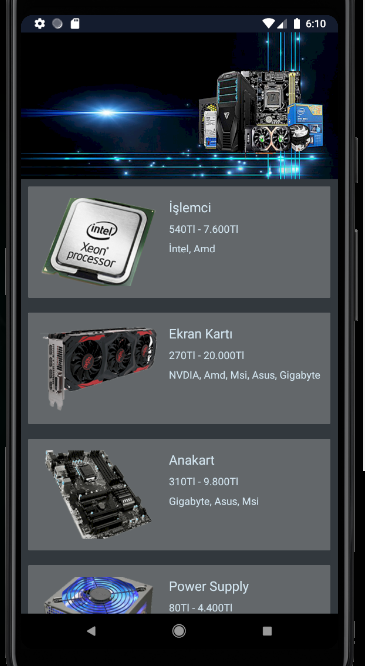 6:10
intel
Xeon®
processor
İşlemci
540Tl - 7.600Tl
İntel, Amd
Ekran Kartı
270Tl - 20.000Tl
NVDIA, Amd, Msi, Asus, Gigabyte
Anakart
310Tl - 9.800Tl
Gigabyte, Asus, Msi
Power Supply
80Tl - 4.400Tl